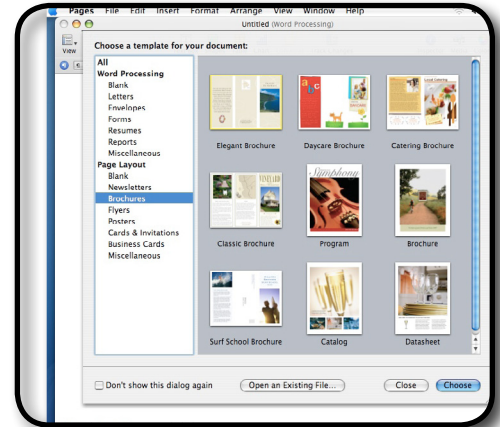 Pages File Edit Insert Format Arrange View Window Help
Untitled (Word Processing)
View
Choose a template for your document:
All
Word Processing
Blank
Letters
Envelopes
Forms
Resumes
Reports
Miscellaneous
Page Layout
Blank
Newsletters
Brochures
Flyers
Posters
Cards & Invitations
Business Cards
Miscellaneous
a b c
Local Catering
Elegant Brochure
Daycare Brochure
Catering Brochure
VINEYARD
Symphony
Classic Brochure
Program
Brochure
Surf School Brochure
Catalog
Datasheet
Don't show this dialog again
Open an Existing File...
Close
Choose